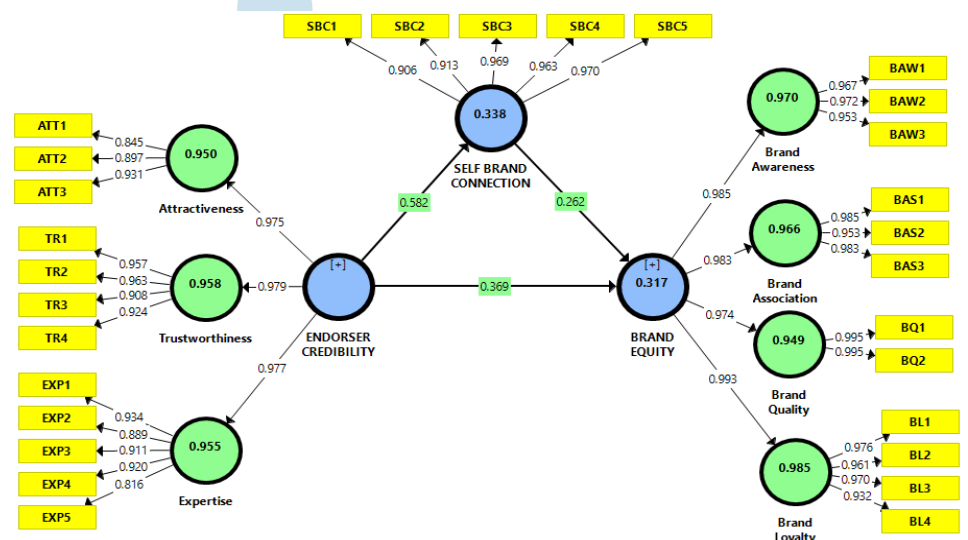 SBC1
SBC2
SBC3
SBC4
SBC5
0.906
0.913
0.969
0.963
0.970
0.338
SELF BRAND
CONNECTION
ATT1
ATT2
ATT3
0.845
0.897
0.931
0.950
Attractiveness
0.975
TR1
TR2
TR3
TR4
0.957
0.963
0.908
0.924
0.958
Trustworthiness
0.979
EXP1
EXP2
EXP3
EXP4
EXP5
0.934
0.889
0.911
0.920
0.816
0.955
Expertise
0.977
[+]
ENDORSER
CREDIBILITY
0.582
0.262
0.369
[+]
0.317
BRAND
EQUITY
0.985
0.983
0.974
0.993
0.970
Brand
Awareness
0.967
0.972
0.953
BAW1
BAW2
BAW3
0.966
Brand
Association
0.985
0.953
0.983
BAS1
BAS2
BAS3
0.949
Brand
Quality
0.995
0.995
BQ1
BQ2
0.985
Brand
Loyalty
0.976
0.961
0.970
0.932
BL1
BL2
BL3
BL4